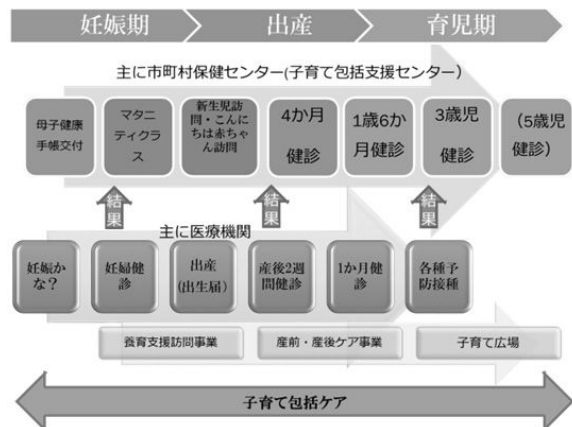 妊娠期
出産
育児期
主に市町村保健センター(子育て包括支援センター)
母子健康
手帳交付
マタニ
ティクラ
ス
新生児訪
問・こんに
ちは赤ちゃ
ん訪問
4か月
健診
1歳6か
月健診
3歳児
健診
(5歳児
健診)
結果
結果
結果
主に医療機関
妊娠か
な?
妊婦健
診
出産
(出生届)
産後2週
間健診
1か月健
診
各種予
防接種
養育支援訪問事業
産前・産後ケア事業
子育て広場
子育て包括ケア